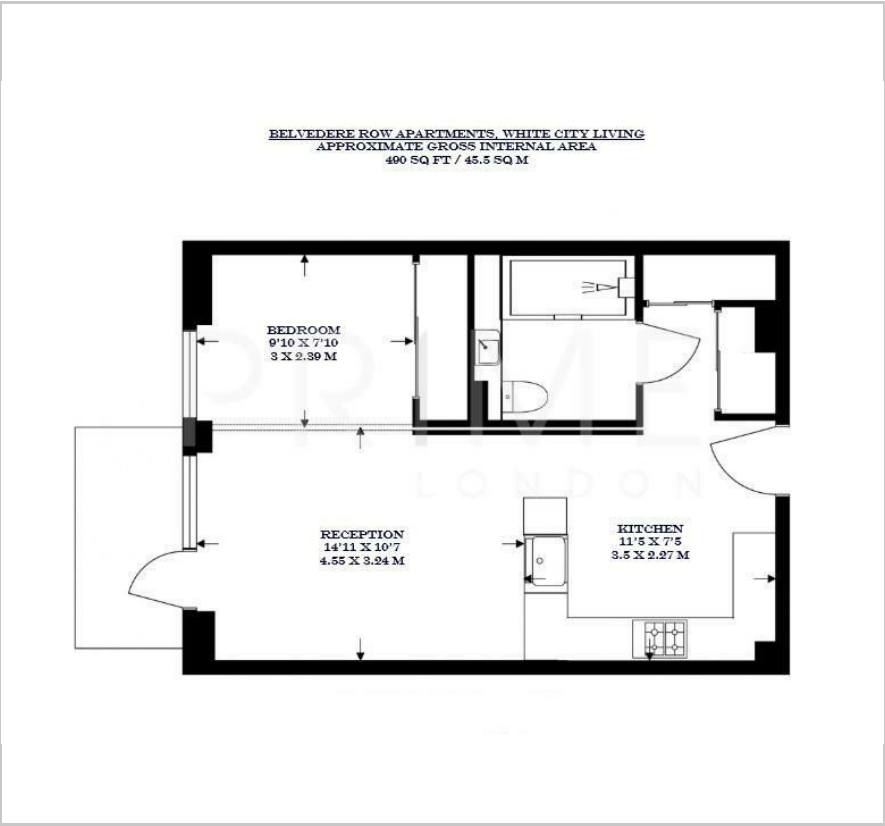 BELVEDERE ROW APARTMENTS, WHITE CITY LIVING
APPROXIMATE GROSS INTERNAL AREA
490 SQ FT / 45.5 SQ M
BEDROOM
9'10 X 7'10
3 X 2.39 M
PRIME
LONDON
RECEPTION
14'11 X 10'7
4.55 X 3.24 M
KITCHEN
11'5 X 7'5
3.5 X 2.27 M